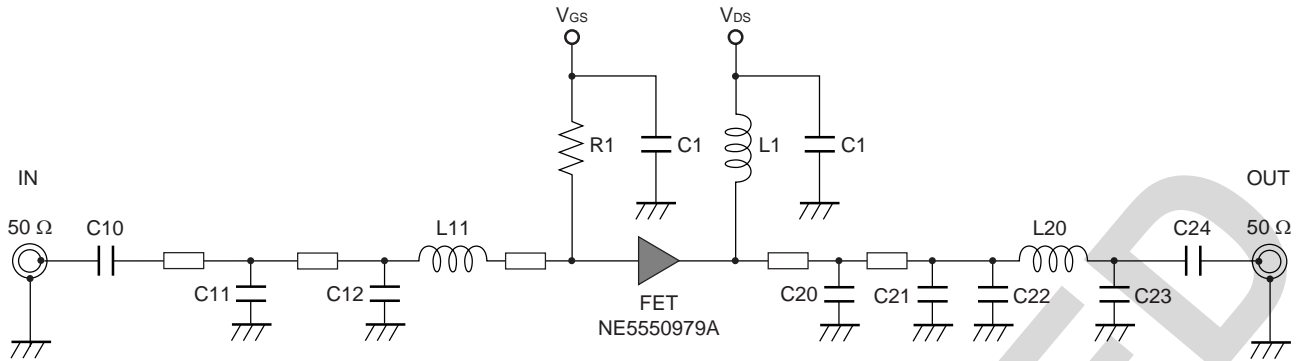 VGS
VDS
R1
C1
L1
C1
IN
OUT
50 Ω
C10
L11
L20
C24
50 Ω
C11
C12
FET
NE5550979A
C20
C21
C22
C23